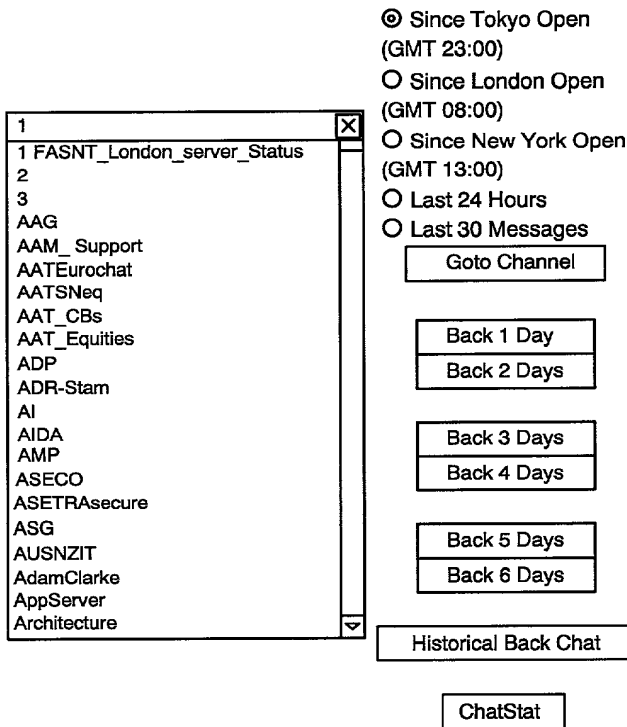 1
1 FASNT_London_server_Status
2
3
AAG
AAM_ Support
AATEurochat
AATSNeq
AAT_CBs
AAT_Equities
ADP
ADR-Stam
AI
AIDA
AMP
ASECO
ASETRAsecure
ASG
AUSNZIT
AdamClarke
AppServer
Architecture
Since Tokyo Open
(GMT 23:00)
Since London Open
(GMT 08:00)
Since New York Open
(GMT 13:00)
Last 24 Hours
Last 30 Messages
Goto Channel
Back 1 Day
Back 2 Days
Back 3 Days
Back 4 Days
Back 5 Days
Back 6 Days
Historical Back Chat
ChatStat